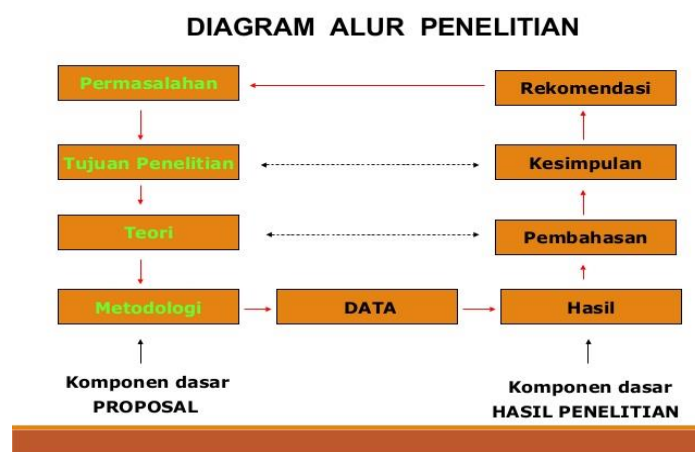 DIAGRAM ALUR PENELITIAN
Permasalahan
Rekomendasi
Tujuan Penelitian
Kesimpulan
Teori
Pembahasan
Metodologi
DATA
Hasil
Komponen dasar
PROPOSAL
Komponen dasar
HASIL PENELITIAN